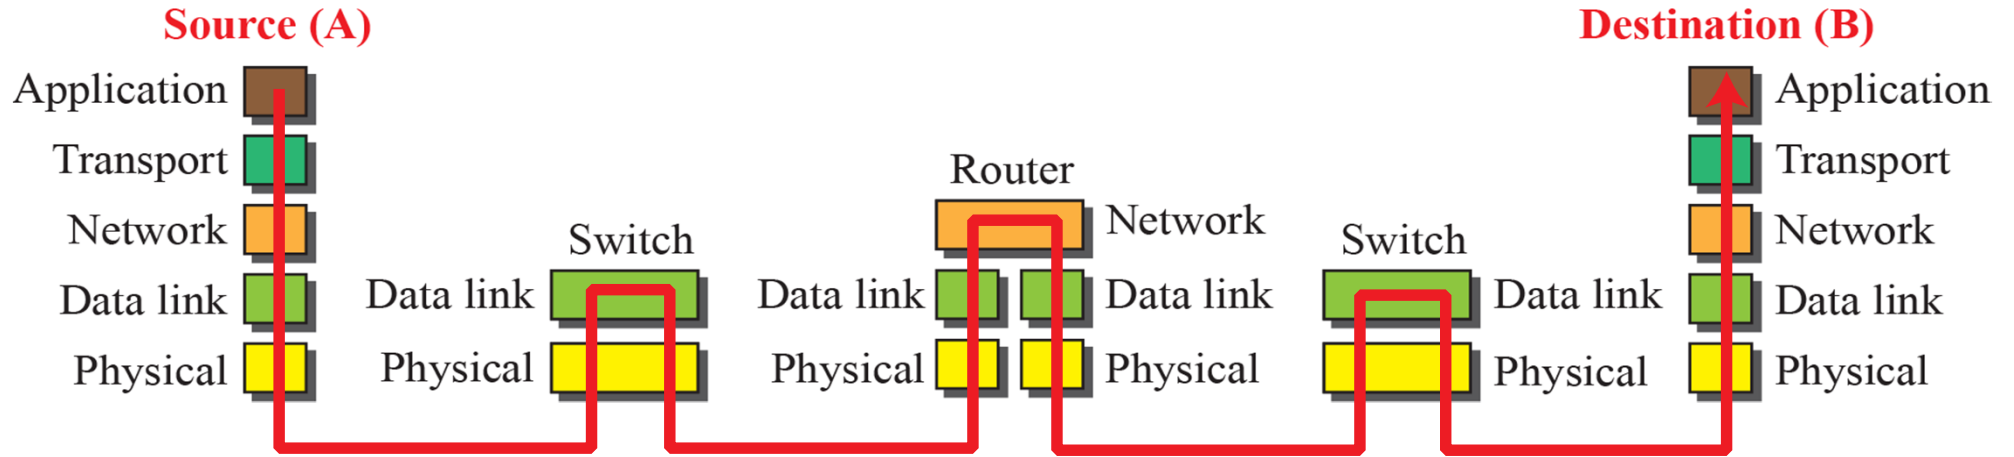 Source (A)
Destination (B)
Application
Transport
Network
Data link
Physical
Switch
Data link
Physical
Router
Network
Data link
Data link
Physical
Physical
Switch
Data link
Physical
Application
Transport
Network
Data link
Physical